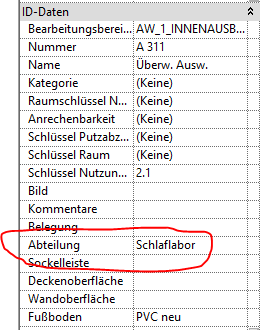 ID-Daten
Bearbeitungsberei... AW_1_INNENAUSB...
Nummer A 311
Name Überw. Ausw.
Kategorie (Keine)
Raumschlüssel N... (Keine)
Anrechenbarkeit (Keine)
Schlüssel Putzabz... (Keine)
Schlüssel Raum (Keine)
Schlüssel Nutzun... 2.1
Bild
Kommentare
Belegung
Abteilung Schlaflabor
Sockelleiste
Deckenoberfläche
Wandoberfläche
Fußboden PVC neu